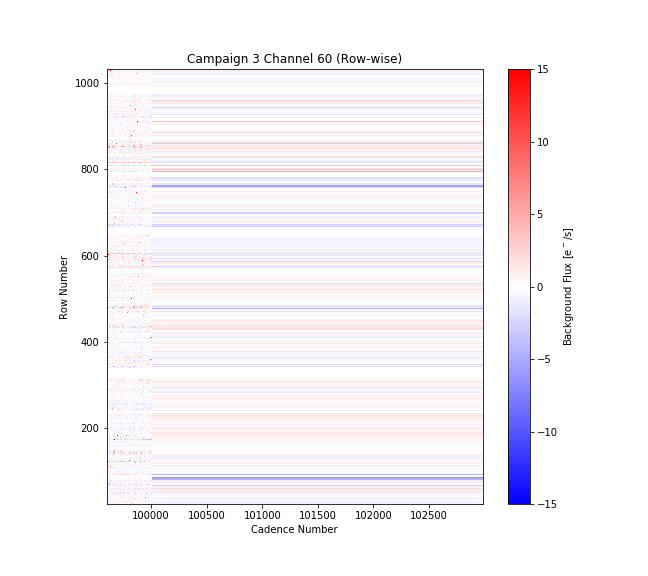 Campaign 3 Channel 60 (Row-wise)
1000
800
600
400
200
Row Number
100000 100500 101000 101500 102000 102500
Cadence Number
15
10
5
0
−5
−10
−15
Background Flux [e⁻/s]